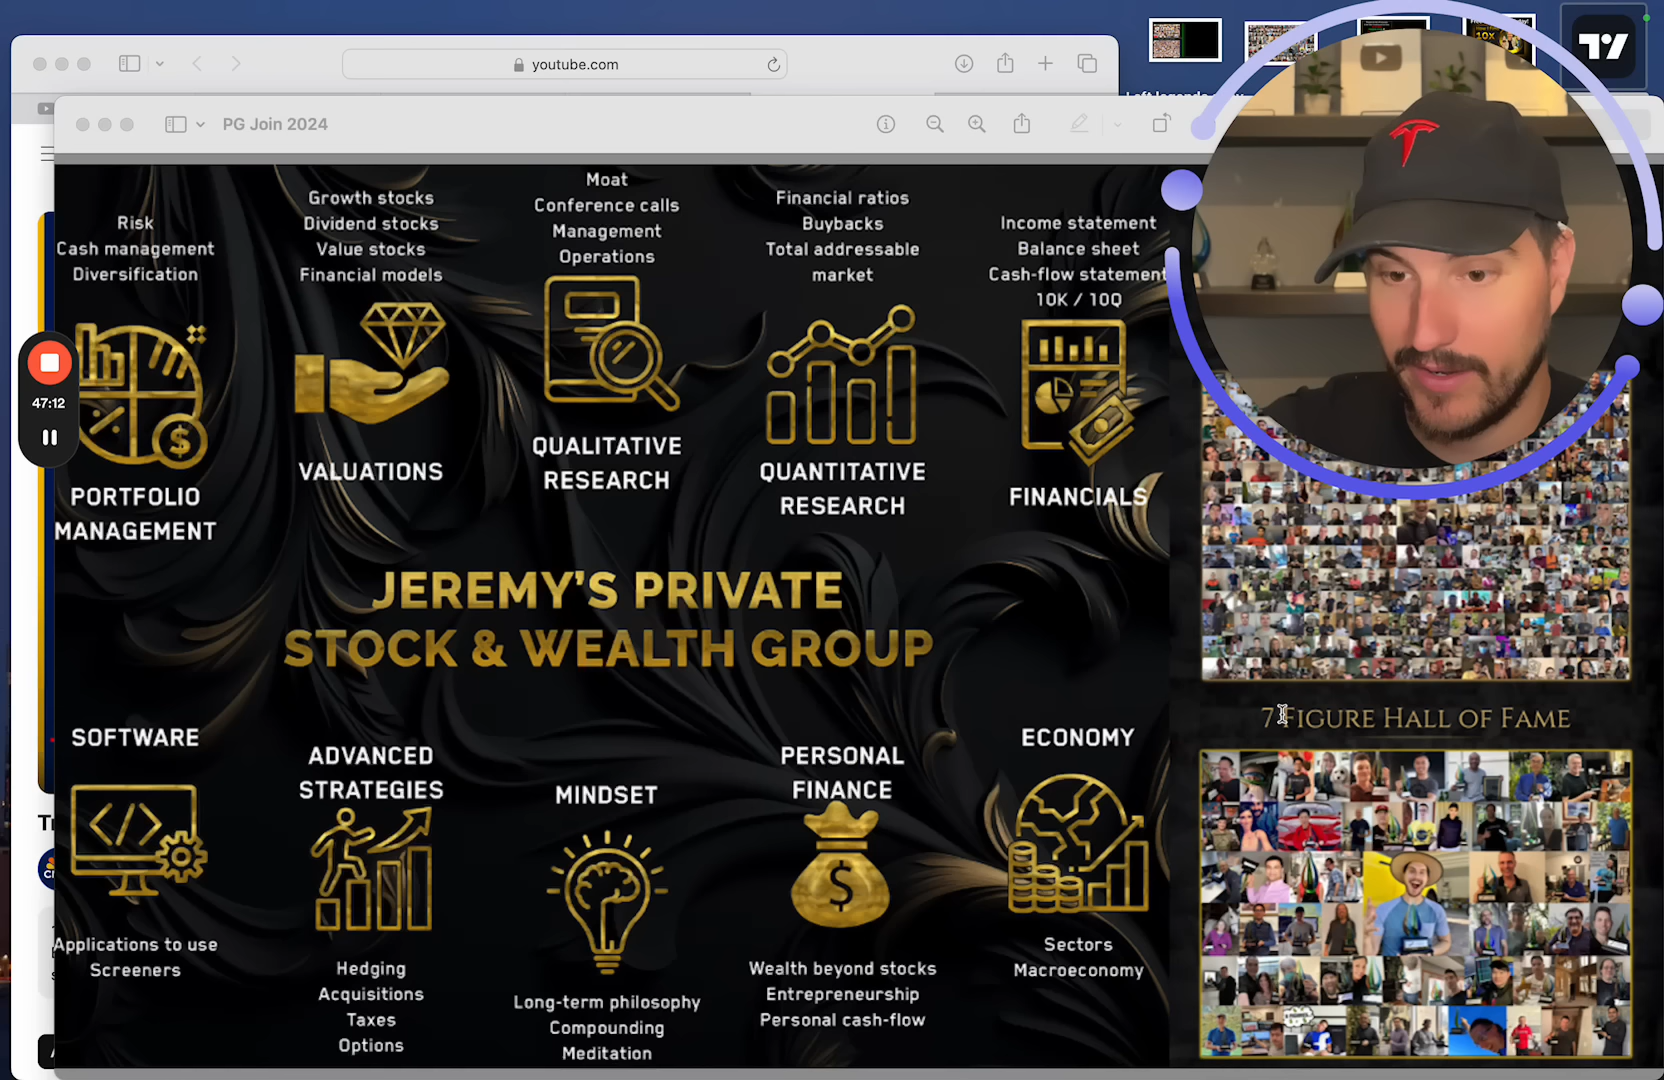 youtube.com
PG Join 2024
47:12
Risk
Cash management
Diversification
PORTFOLIO
MANAGEMENT
Growth stocks
Dividend stocks
Value stocks
Financial models
VALUATIONS
Moat
Conference calls
Management
Operations
QUALITATIVE
RESEARCH
Financial ratios
Buybacks
Total addressable
market
QUANTITATIVE
RESEARCH
Income statement
Balance sheet
Cash-flow statement
10K / 10Q
FINANCIALS
JEREMY'S PRIVATE
STOCK & WEALTH GROUP
SOFTWARE
Applications to use
Screeners
ADVANCED
STRATEGIES
Hedging
Acquisitions
Taxes
Options
MINDSET
Long-term philosophy
Compounding
Meditation
PERSONAL
FINANCE
Wealth beyond stocks
Entrepreneurship
Personal cash-flow
ECONOMY
Sectors
Macroeconomy
7 Figure Hall of Fame
10x